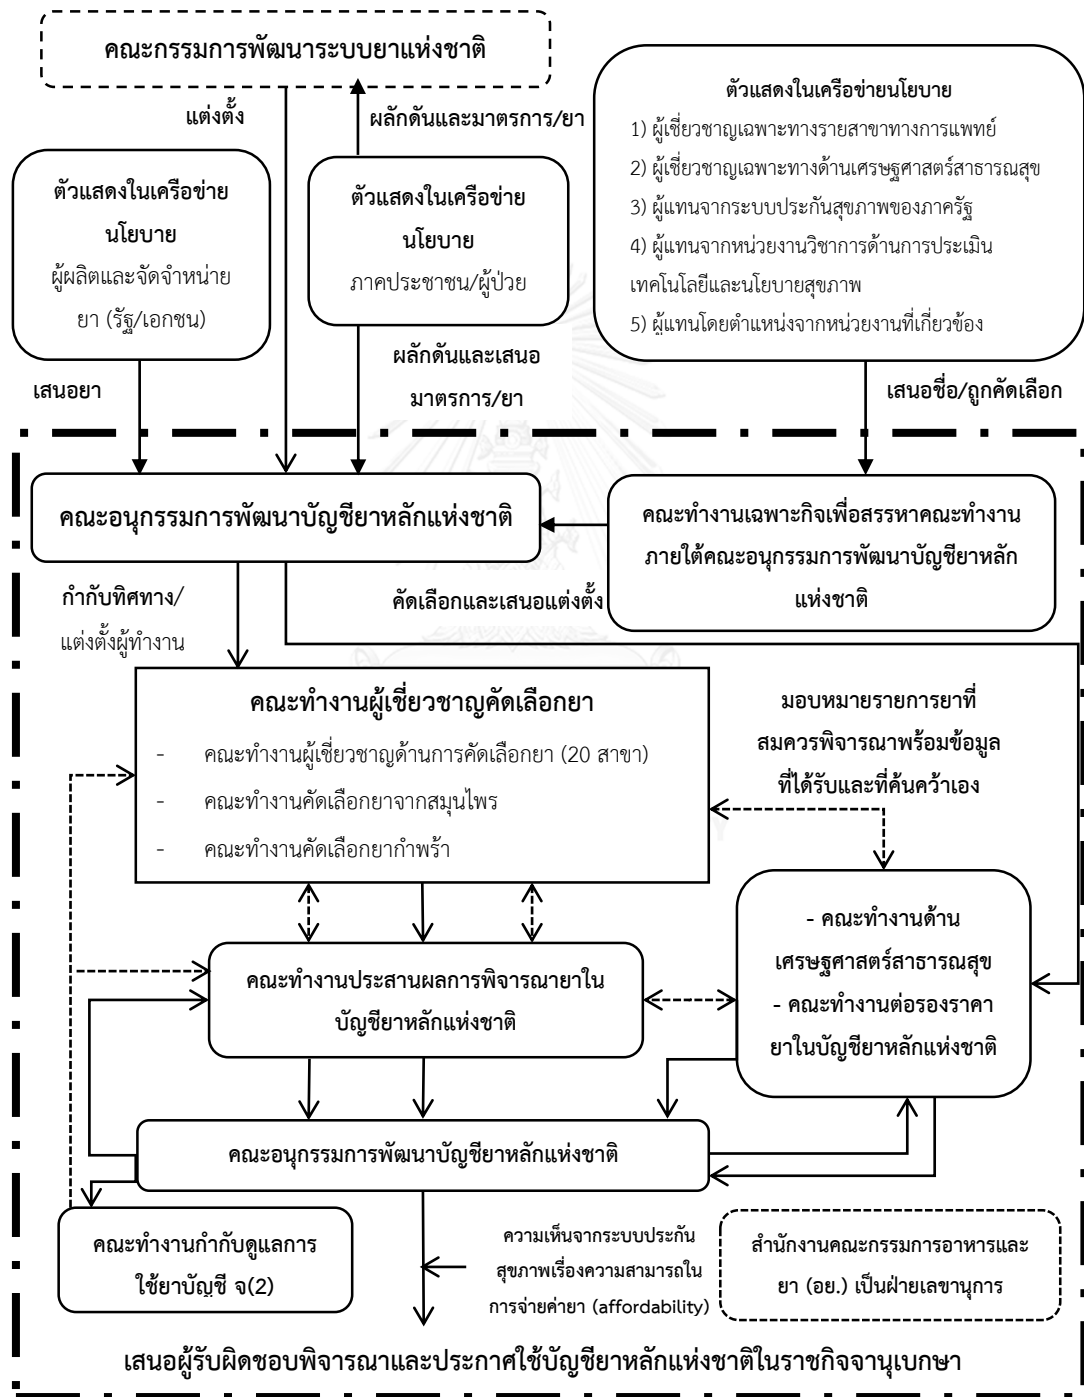 คณะกรรมการพัฒนาระบบยาแห่งชาติ
แต่งตั้ง
ผลักดันและมาตรการ/ยา
ตัวแสดงในเครือข่าย
นโยบาย
ผู้ผลิตและจัดจำหน่าย
ยา (รัฐ/เอกชน)
ตัวแสดงในเครือข่าย
นโยบาย
ภาคประชาชน/ผู้ป่วย
ตัวแสดงในเครือข่ายนโยบาย
1) ผู้เชี่ยวชาญเฉพาะทางรายสาขาทางการแพทย์
2) ผู้เชี่ยวชาญเฉพาะทางด้านเศรษฐศาสตร์สาธารณสุข
3) ผู้แทนจากระบบประกันสุขภาพของภาครัฐ
4) ผู้แทนจากหน่วยงานวิชาการด้านการประเมิน
เทคโนโลยีและนโยบายสุขภาพ
5) ผู้แทนโดยตำแหน่งจากหน่วยงานที่เกี่ยวข้อง
เสนอยา
ผลักดันและเสนอ
มาตรการ/ยา
เสนอชื่อ/ถูกคัดเลือก
คณะอนุกรรมการพัฒนาบัญชียาหลักแห่งชาติ
คณะทำงานเฉพาะกิจเพื่อสรรหาคณะทำงาน
ภายใต้คณะอนุกรรมการพัฒนาบัญชียาหลัก
แห่งชาติ
กำกับทิศทาง/
แต่งตั้งผู้ทำงาน
คัดเลือกและเสนอแต่งตั้ง
คณะทำงานผู้เชี่ยวชาญคัดเลือกยา
- คณะทำงานผู้เชี่ยวชาญด้านการคัดเลือกยา (20 สาขา)
- คณะทำงานคัดเลือกยาจากสมุนไพร
- คณะทำงานคัดเลือกยากำพร้า
มอบหมายรายการยาที่
สมควรพิจารณาพร้อมข้อมูล
ที่ได้รับและที่ค้นคว้าเอง
- คณะทำงานด้าน
เศรษฐศาสตร์สาธารณสุข
- คณะทำงานต่อรองราคา
ยาในบัญชียาหลักแห่งชาติ
คณะทำงานประสานผลการพิจารณายาใน
บัญชียาหลักแห่งชาติ
คณะอนุกรรมการพัฒนาบัญชียาหลักแห่งชาติ
คณะทำงานกำกับดูแลการ
ใช้ยาบัญชี จ(2)
ความเห็นจากระบบประกัน
สุขภาพเรื่องความสามารถใน
การจ่ายค่ายา (affordability)
สำนักงานคณะกรรมการอาหารและ
ยา (อย.) เป็นฝ่ายเลขานุการ
เสนอผู้รับผิดชอบพิจารณาและประกาศใช้บัญชียาหลักแห่งชาติในราชกิจจานุเบกษา